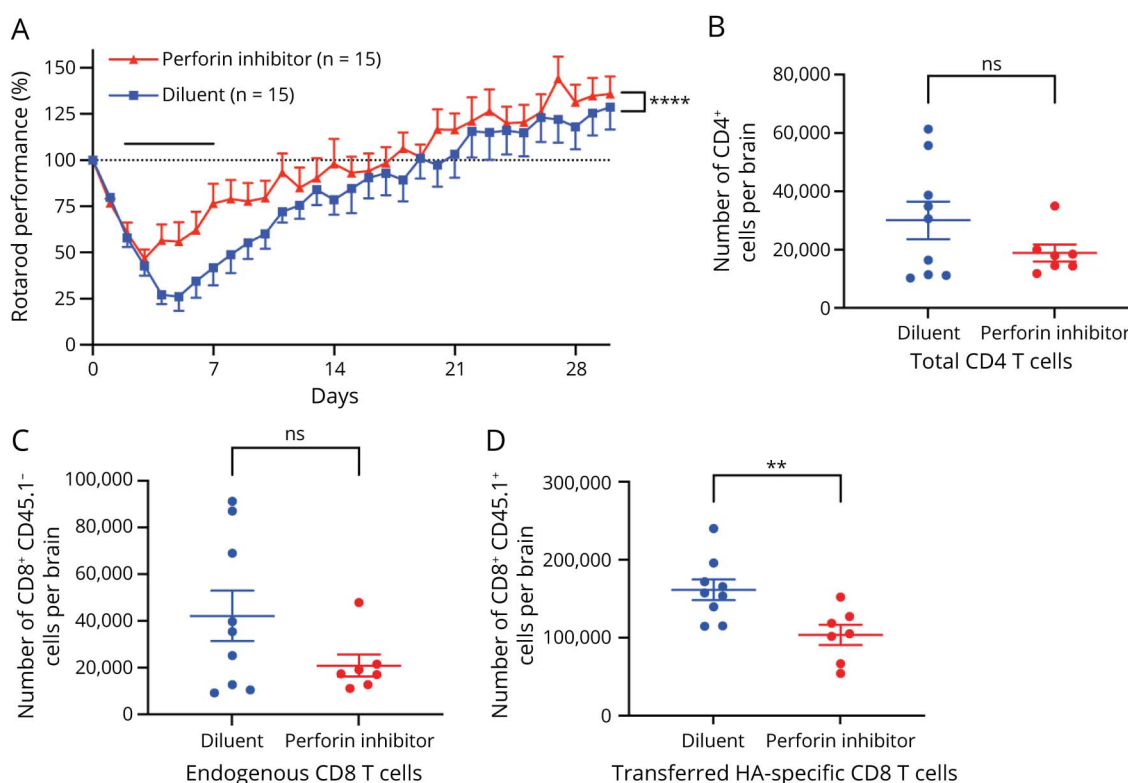 A
Rotarod performance (%)
150
125
100
75
50
25
0
Perforin inhibitor (n = 15)
Diluent (n = 15)
****
0 7 14 21 28
Days
B
Number of CD4⁺
cells per brain
80,000
60,000
40,000
20,000
0
ns
Diluent Perforin inhibitor
Total CD4 T cells
C
Number of CD8⁺ CD45.1⁻
cells per brain
100,000
80,000
60,000
40,000
20,000
0
ns
Diluent Perforin inhibitor
Endogenous CD8 T cells
D
Number of CD8⁺ CD45.1⁺
cells per brain
300,000
200,000
100,000
0
**
Diluent Perforin inhibitor
Transferred HA-specific CD8 T cells